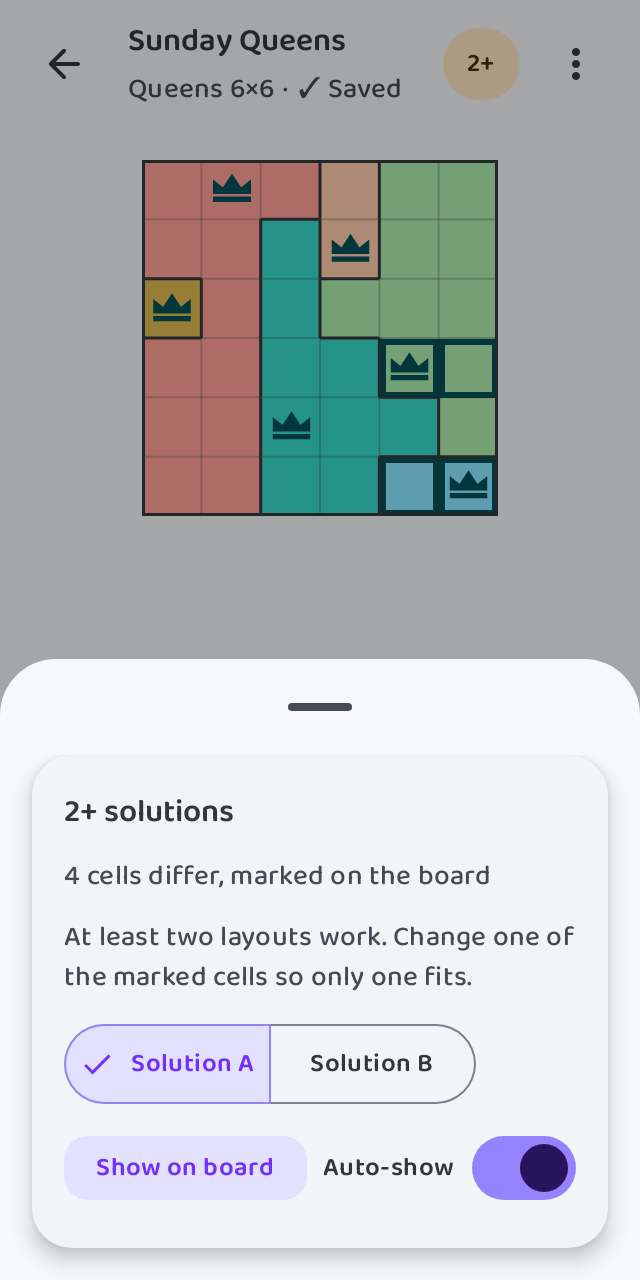 Sunday Queens
Queens 6×6 · ✓ Saved
2+
2+ solutions
4 cells differ, marked on the board
At least two layouts work. Change one of
the marked cells so only one fits.
Solution A
Solution B
Show on board
Auto-show